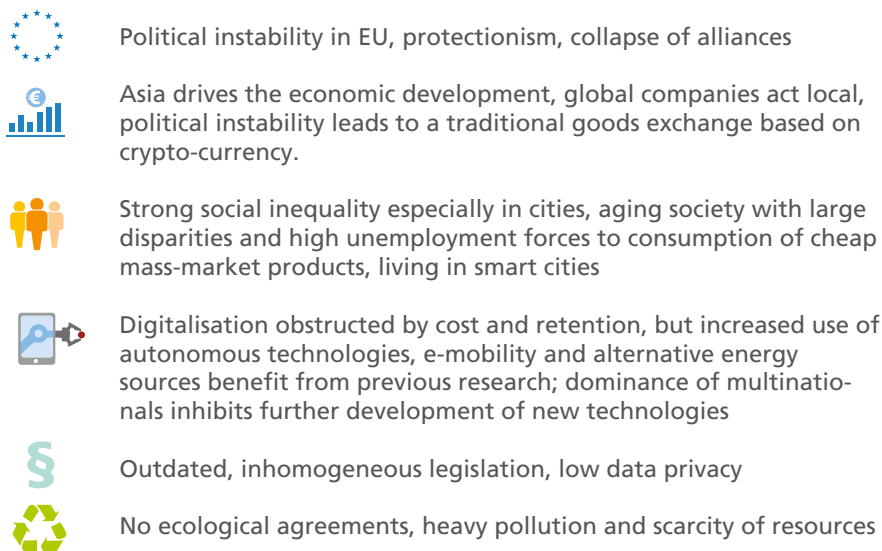 Political instability in EU, protectionism, collapse of alliances
€
Asia drives the economic development, global companies act local,
political instability leads to a traditional goods exchange based on
crypto-currency.
Strong social inequality especially in cities, aging society with large
disparities and high unemployment forces to consumption of cheap
mass-market products, living in smart cities
Digitalisation obstructed by cost and retention, but increased use of
autonomous technologies, e-mobility and alternative energy
sources benefit from previous research; dominance of multinatio-
nals inhibits further development of new technologies
§
Outdated, inhomogeneous legislation, low data privacy
No ecological agreements, heavy pollution and scarcity of resources